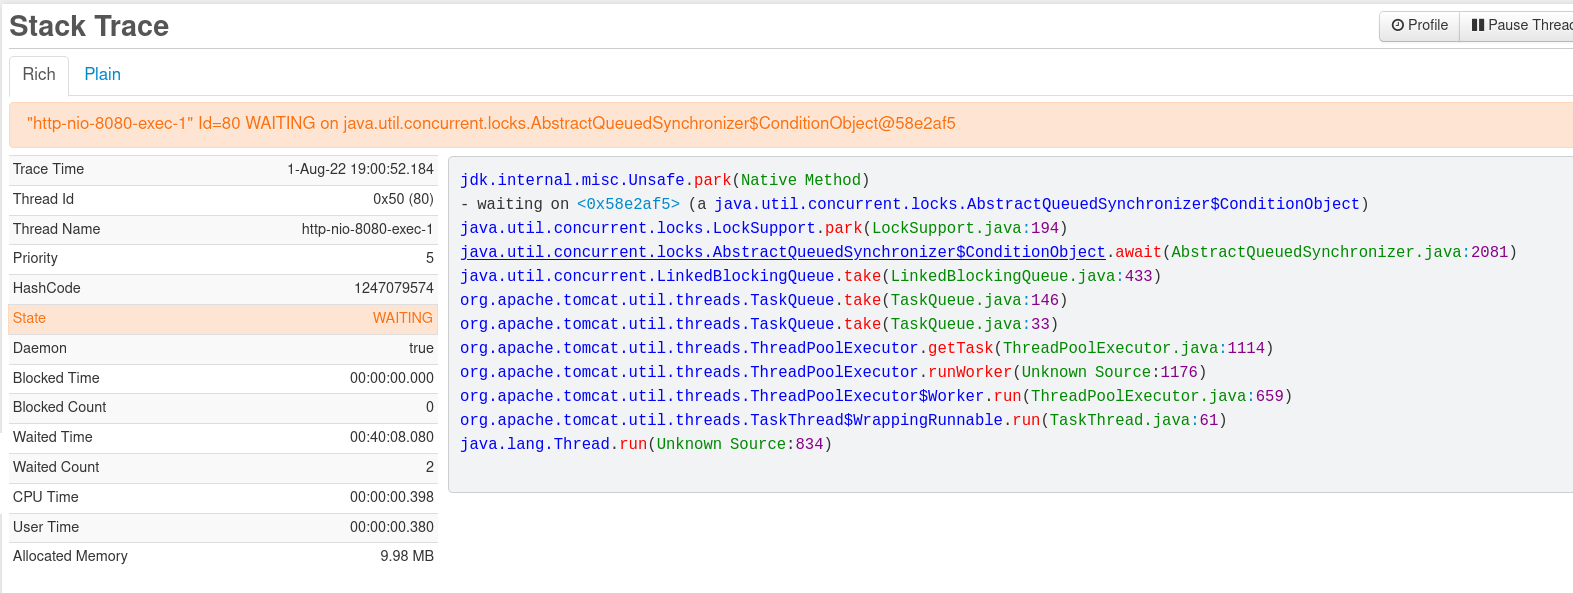 Stack Trace
Profile
Pause Thread
Rich
Plain
"http-nio-8080-exec-1" Id=80 WAITING on java.util.concurrent.locks.AbstractQueuedSynchronizer$ConditionObject@58e2af5
Trace Time 1-Aug-22 19:00:52.184
Thread Id 0x50 (80)
Thread Name http-nio-8080-exec-1
Priority 5
HashCode 1247079574
State WAITING
Daemon true
Blocked Time 00:00:00.000
Blocked Count 0
Waited Time 00:40:08.080
Waited Count 2
CPU Time 00:00:00.398
User Time 00:00:00.380
Allocated Memory 9.98 MB
jdk.internal.misc.Unsafe.park(Native Method)
- waiting on <0x58e2af5> (a java.util.concurrent.locks.AbstractQueuedSynchronizer$ConditionObject)
java.util.concurrent.locks.LockSupport.park(LockSupport.java:194)
java.util.concurrent.locks.AbstractQueuedSynchronizer$ConditionObject.await(AbstractQueuedSynchronizer.java:2081)
java.util.concurrent.LinkedBlockingQueue.take(LinkedBlockingQueue.java:433)
org.apache.tomcat.util.threads.TaskQueue.take(TaskQueue.java:146)
org.apache.tomcat.util.threads.TaskQueue.take(TaskQueue.java:33)
org.apache.tomcat.util.threads.ThreadPoolExecutor.getTask(ThreadPoolExecutor.java:1114)
org.apache.tomcat.util.threads.ThreadPoolExecutor.runWorker(Unknown Source:1176)
org.apache.tomcat.util.threads.ThreadPoolExecutor$Worker.run(ThreadPoolExecutor.java:659)
org.apache.tomcat.util.threads.TaskThread$WrappingRunnable.run(TaskThread.java:61)
java.lang.Thread.run(Unknown Source:834)